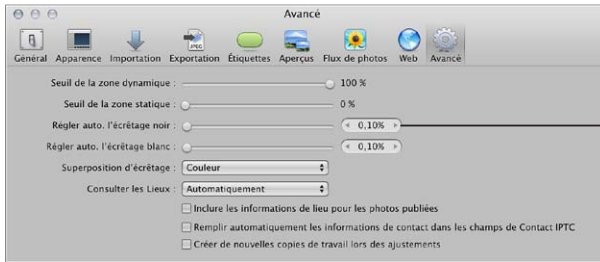 Avancé
JPEG
Général Apparence Importation Exportation Étiquettes Aperçus Flux de photos Web Avancé
Seuil de la zone dynamique : 100 %
Seuil de la zone statique : 0 %
Régler auto. l'écrêtage noir : 0,10%
Régler auto. l'écrêtage blanc : 0,10%
Superposition d'écrêtage : Couleur
Consulter les Lieux : Automatiquement
Inclure les informations de lieu pour les photos publiées
Remplir automatiquement les informations de contact dans les champs de Contact IPTC
Créer de nouvelles copies de travail lors des ajustements